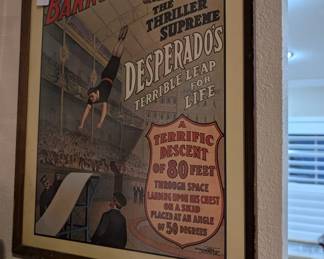 BARN
THE
THRILLER
SUPREME
DESPERADO'S
TERRIBLE LEAP
FOR
LIFE
A
TERRIFIC
DESCENT
OF 80 FEET
THROUGH SPACE
LANDING UPON HIS CHEST
ON A SKID
PLACED AT AN ANGLE
OF 50 DEGREES